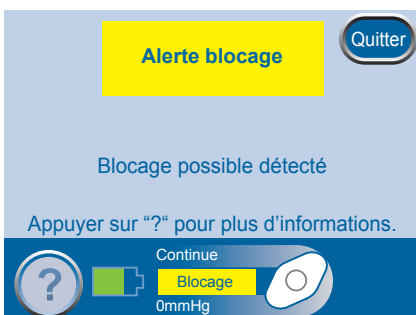 Alerte blocage
Quitter
Blocage possible détecté
Appuyer sur “?“ pour plus d’informations.
?
Continue
Blocage
0mmHg